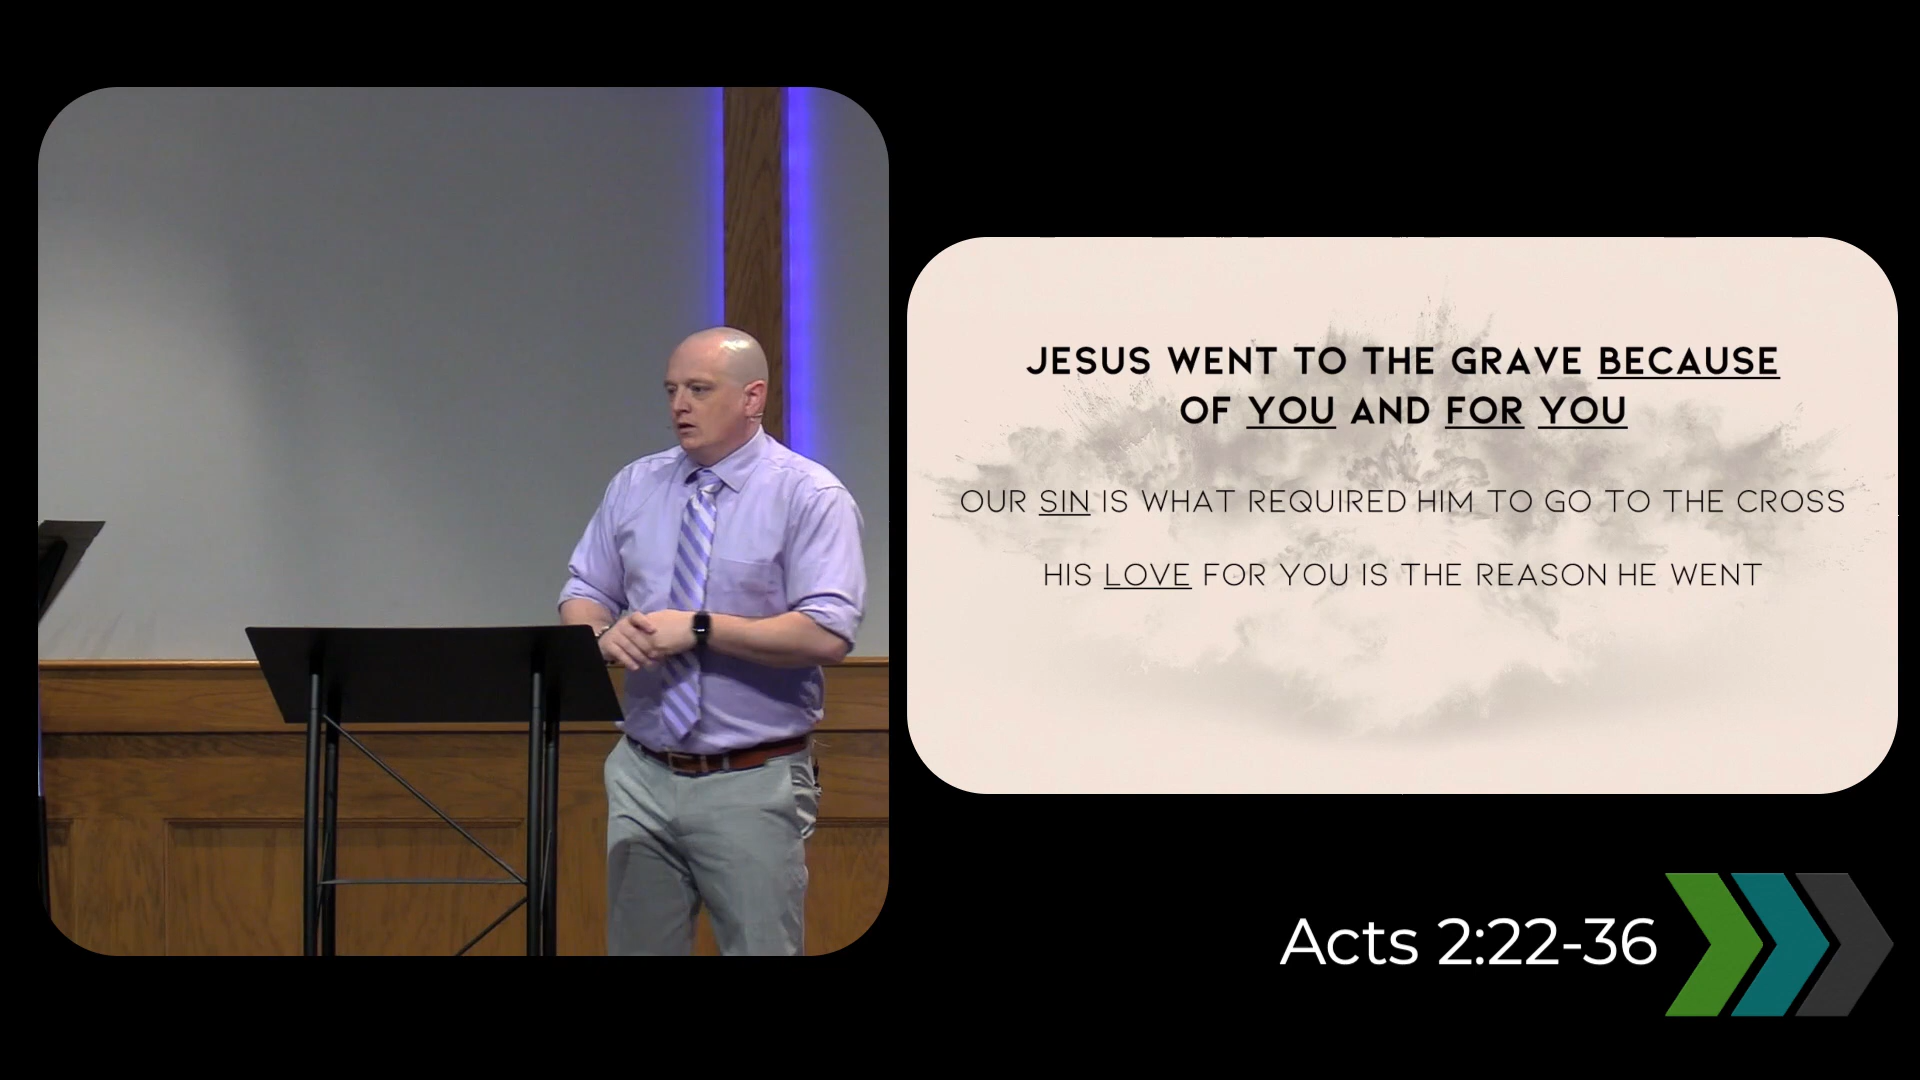 JESUS WENT TO THE GRAVE BECAUSE
OF YOU AND FOR YOU
OUR SIN IS WHAT REQUIRED HIM TO GO TO THE CROSS
HIS LOVE FOR YOU IS THE REASON HE WENT
Acts 2:22-36